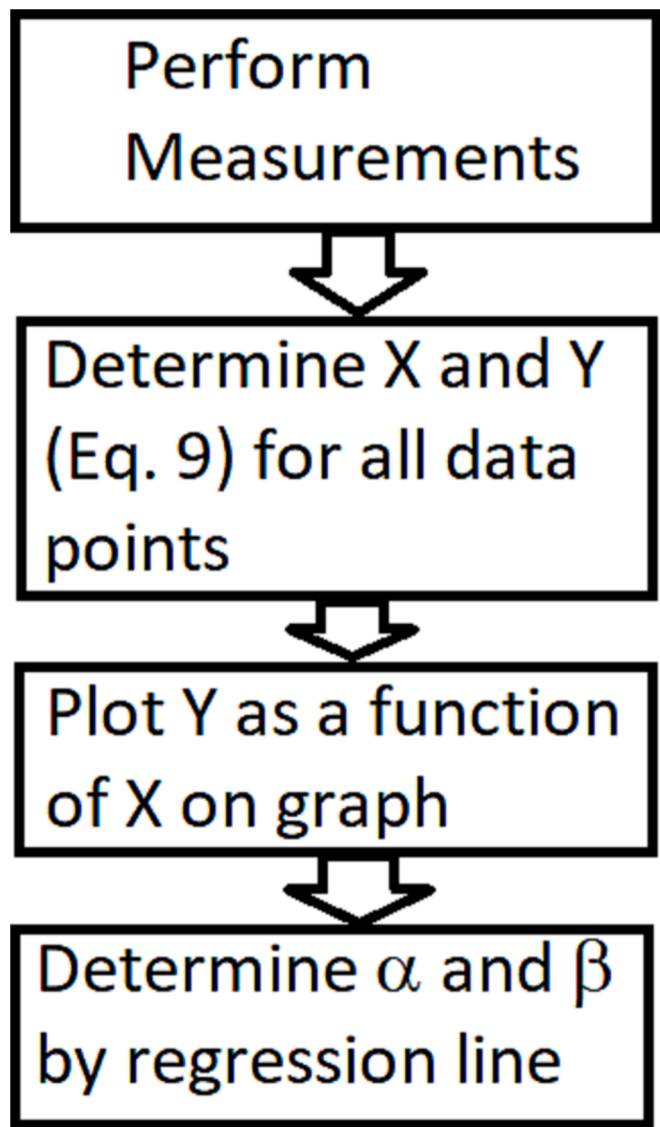 Perform
Measurements
Determine X and Y
(Eq. 9) for all data
points
Plot Y as a function
of X on graph
Determine α and β
by regression line